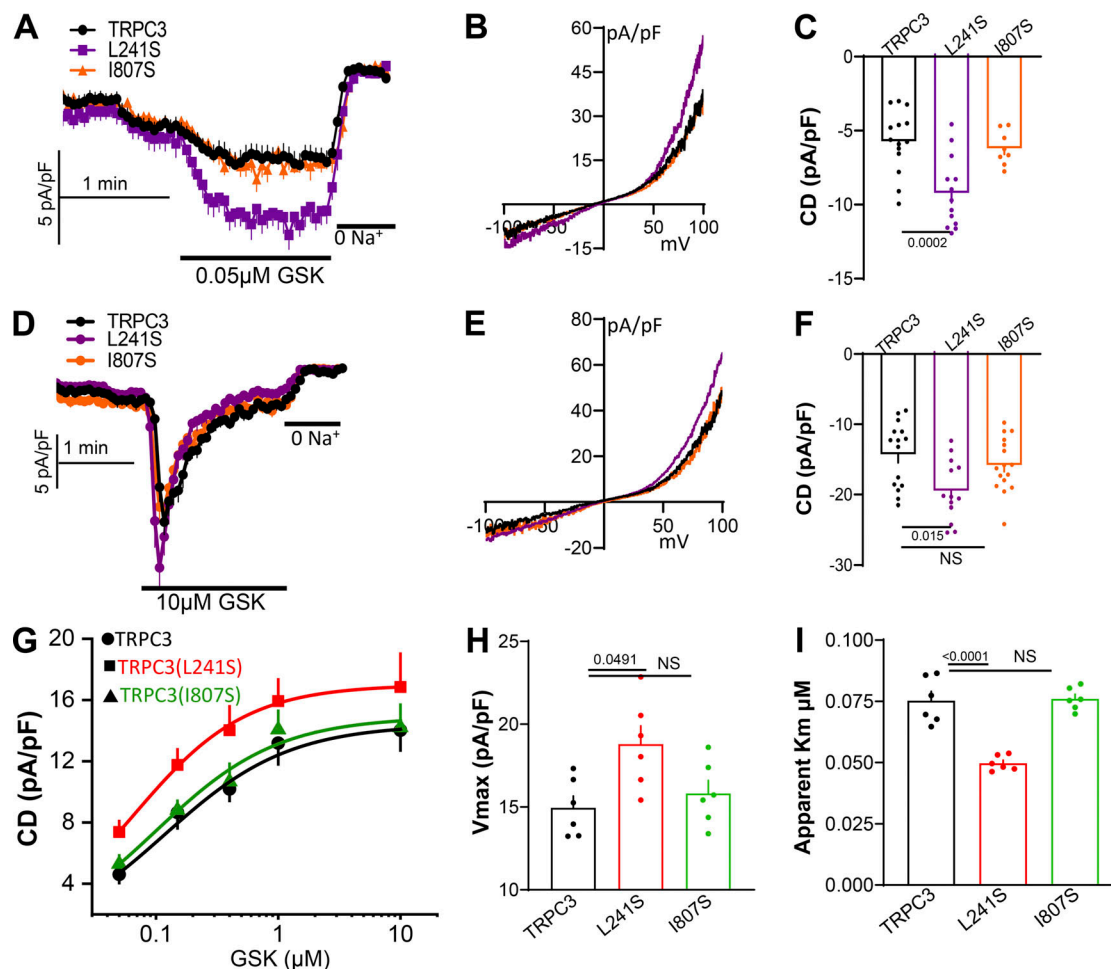 A
TRPC3
L241S
I807S
5 pA/pF
1 min
0.05µM GSK
0 Na⁺
B
pA/pF
60
45
30
15
-15
-100
-50
50
100
mV
C
TRPC3
L241S
I807S
CD (pA/pF)
0
-5
-10
-15
0.0002
D
TRPC3
L241S
I807S
5 pA/pF
1 min
0 Na⁺
10µM GSK
E
pA/pF
80
60
40
20
-20
-100
-50
50
100
mV
F
TRPC3
L241S
I807S
CD (pA/pF)
0
-10
-20
-30
0.015
NS
G
TRPC3
TRPC3(L241S)
TRPC3(I807S)
CD (pA/pF)
20
16
12
8
4
0.1
1
10
GSK (µM)
H
Vmax (pA/pF)
25
20
15
10
0.0491
NS
TRPC3
L241S
I807S
I
Apparent Km µM
0.100
0.075
0.050
0.025
0.000
<0.0001
NS
TRPC3
L241S
I807S